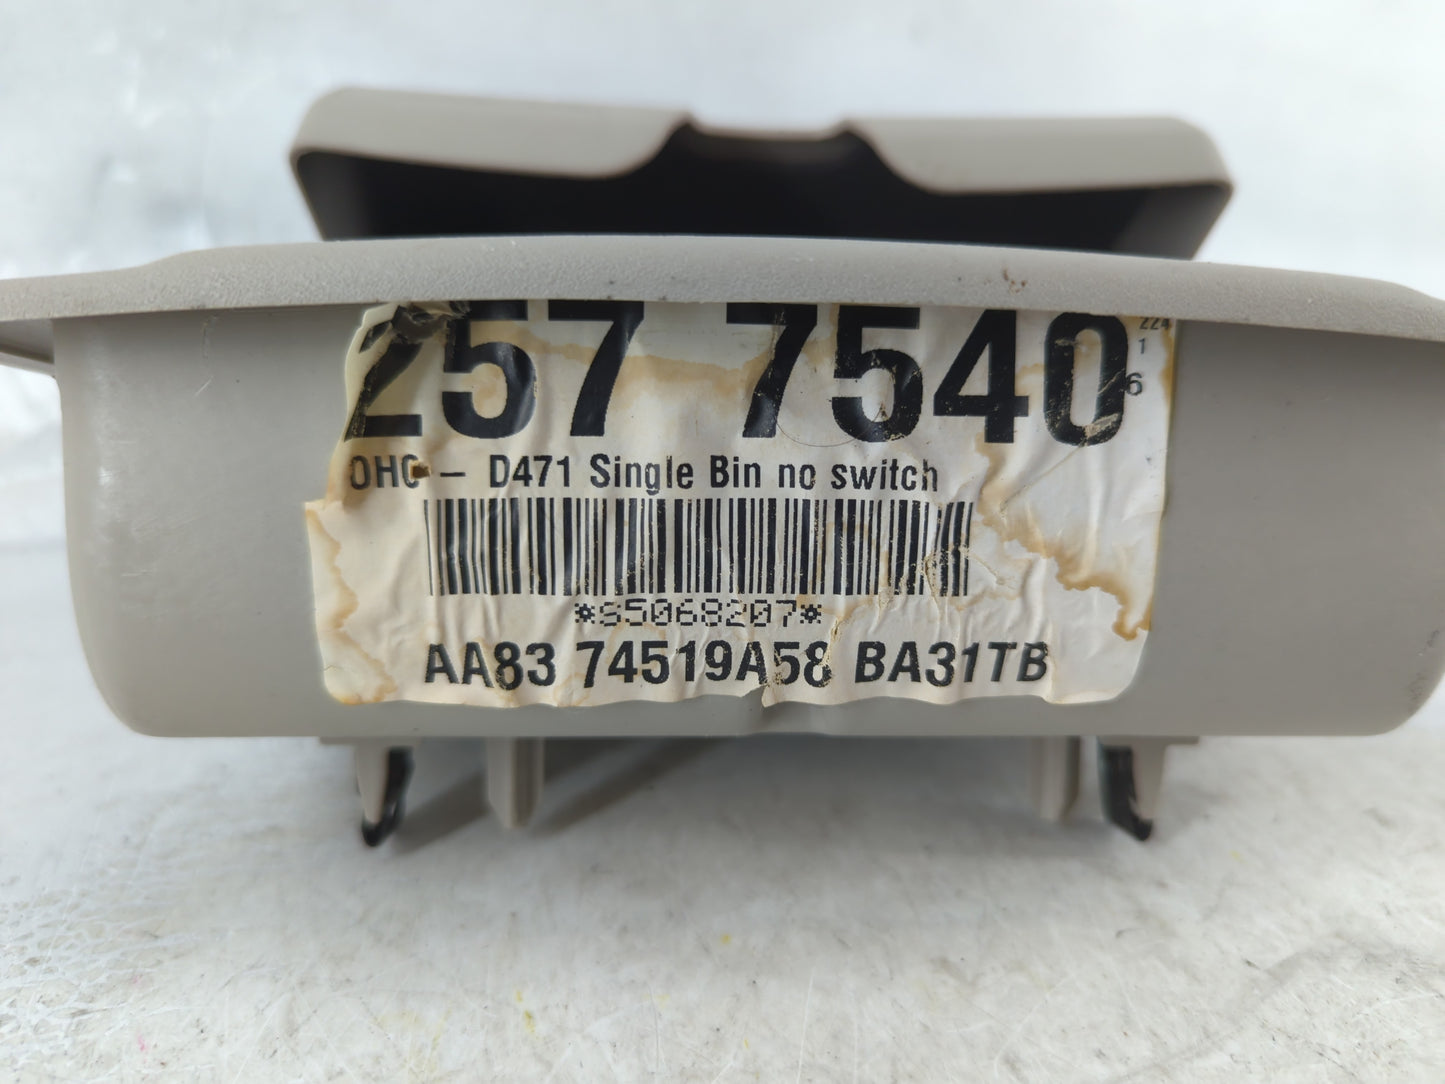 257 7540
224
1
6
OHC – D471 Single Bin no switch
*S5068207*
AA83 74519A58 BA31TB